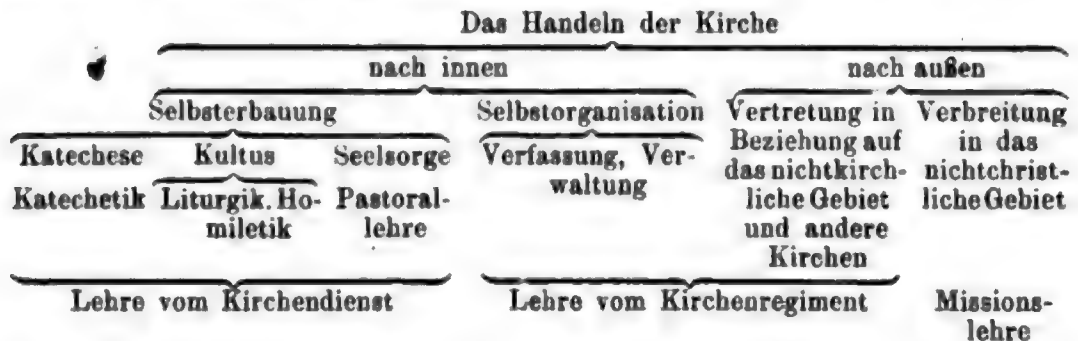 Das Handeln der Kirche
nach innen nach außen
Selbsterbauung Selbstorganisation Vertretung in Verbreitung
Katechese Kultus Seelsorge Verfassung, Ver- Beziehung auf in das
waltung das nichtkirch- nichtchrist-
Katechetik Liturgik. Ho- Pastoral- liche Gebiet liche Gebiet
miletik lehre und andere
Kirchen
Lehre vom Kirchendienst Lehre vom Kirchenregiment Missions-
lehre